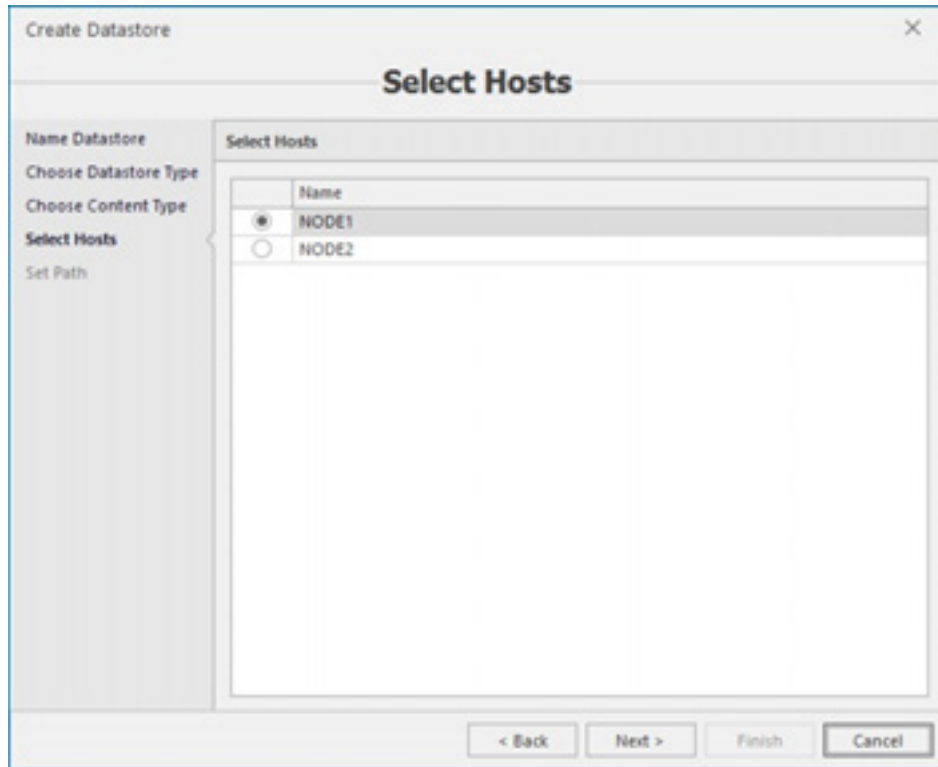 Create Datastore
Select Hosts
Name Datastore
Choose Datastore Type
Choose Content Type
Select Hosts
Set Path
Select Hosts
Name
NODE1
NODE2
< Back
Next >
Finish
Cancel